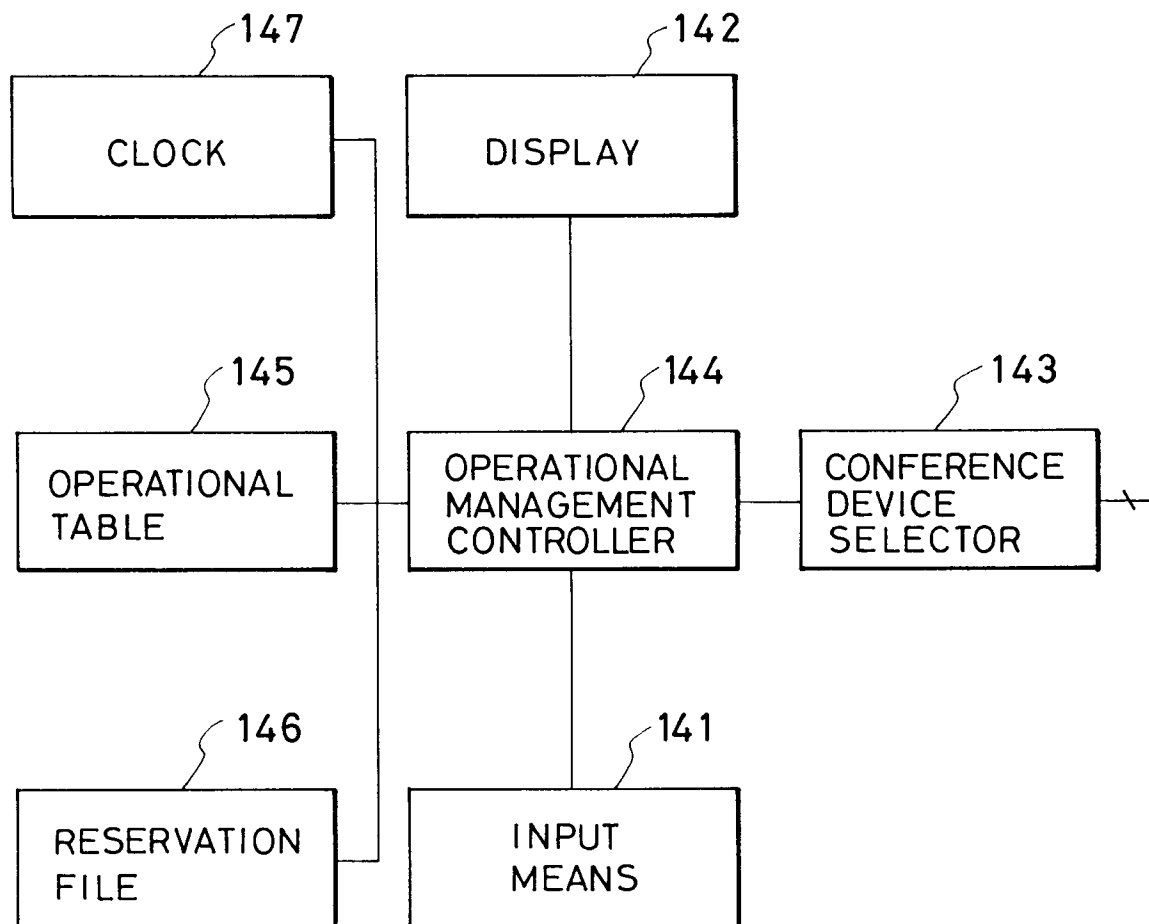 147
142
CLOCK
DISPLAY
145
144
143
OPERATIONAL
TABLE
OPERATIONAL
MANAGEMENT
CONTROLLER
CONFERENCE
DEVICE
SELECTOR
146
141
RESERVATION
FILE
INPUT
MEANS